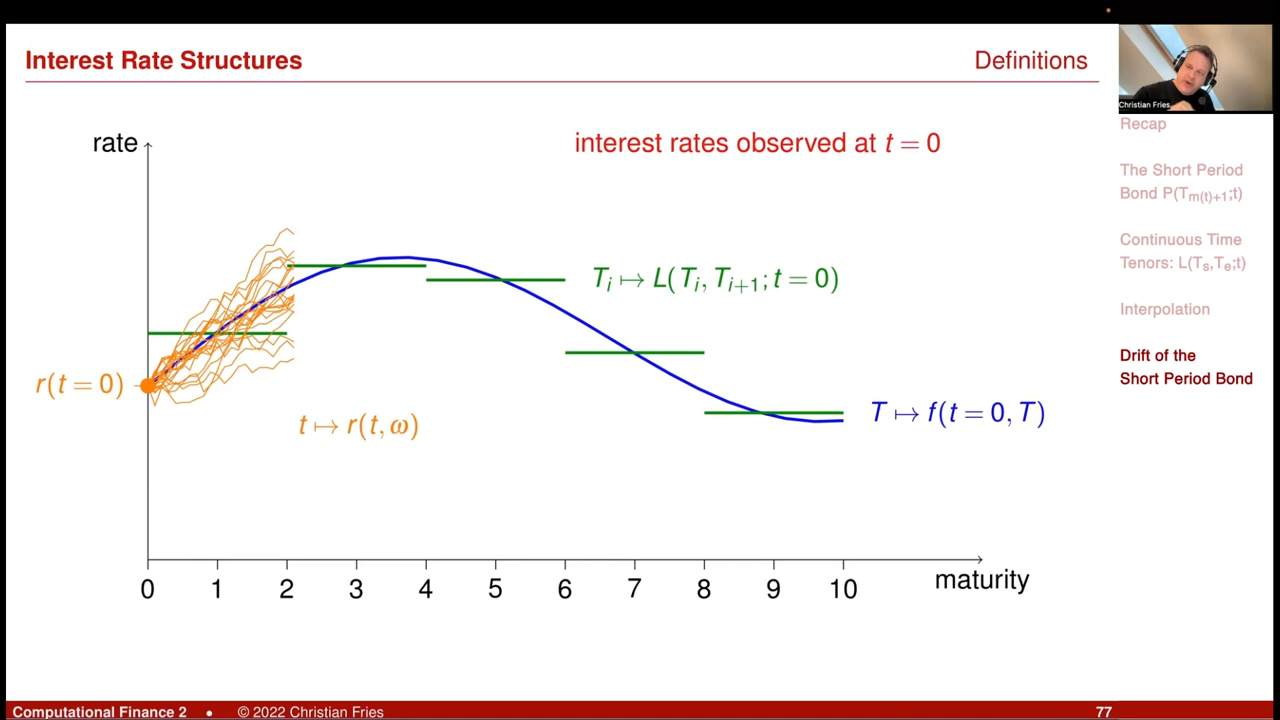 Interest Rate Structures
Definitions
Christian Fries
Recap
The Short Period
Bond P(T_{m(t)+1};t)
Continuous Time
Tenors: L(T_s,T_e;t)
Interpolation
Drift of the
Short Period Bond
rate
interest rates observed at t = 0
T_i ↦ L(T_i, T_{i+1}; t = 0)
r(t = 0)
t ↦ r(t, ω)
T ↦ f(t = 0, T)
0 1 2 3 4 5 6 7 8 9 10
maturity
Computational Finance 2 • © 2022 Christian Fries 77